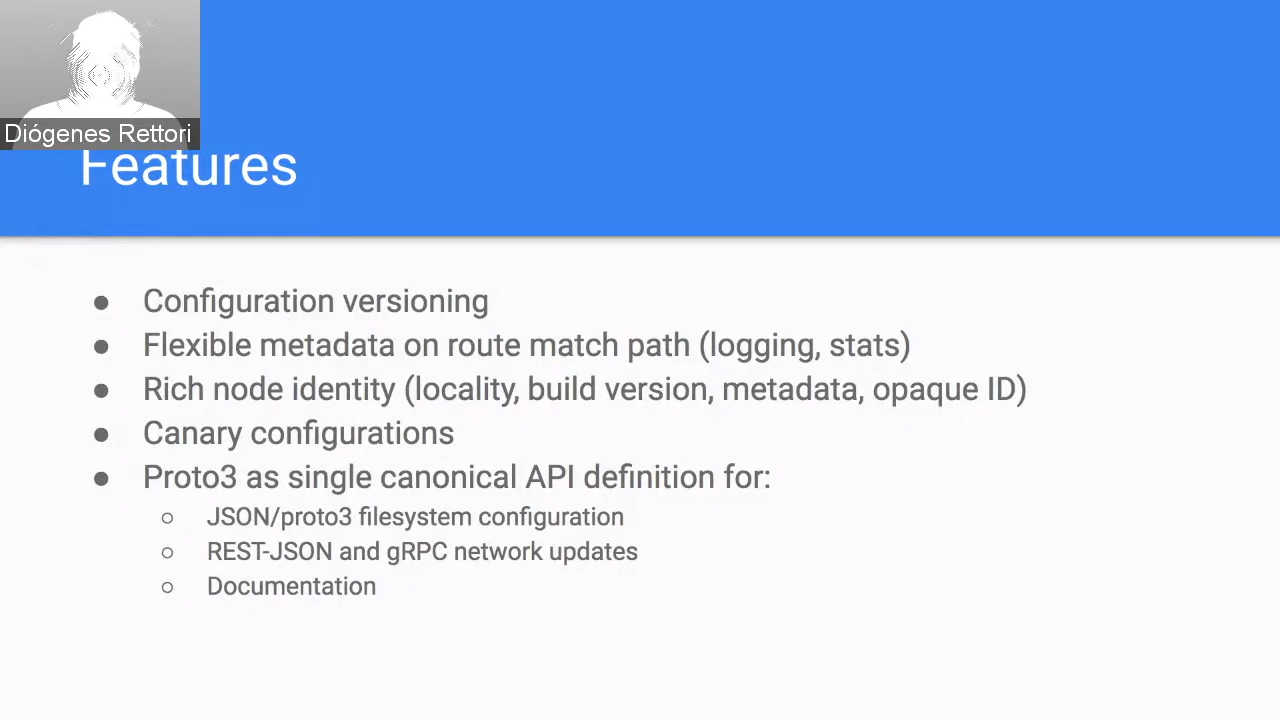 Diógenes Rettori
Features
● Configuration versioning
● Flexible metadata on route match path (logging, stats)
● Rich node identity (locality, build version, metadata, opaque ID)
● Canary configurations
● Proto3 as single canonical API definition for:
○ JSON/proto3 filesystem configuration
○ REST-JSON and gRPC network updates
○ Documentation